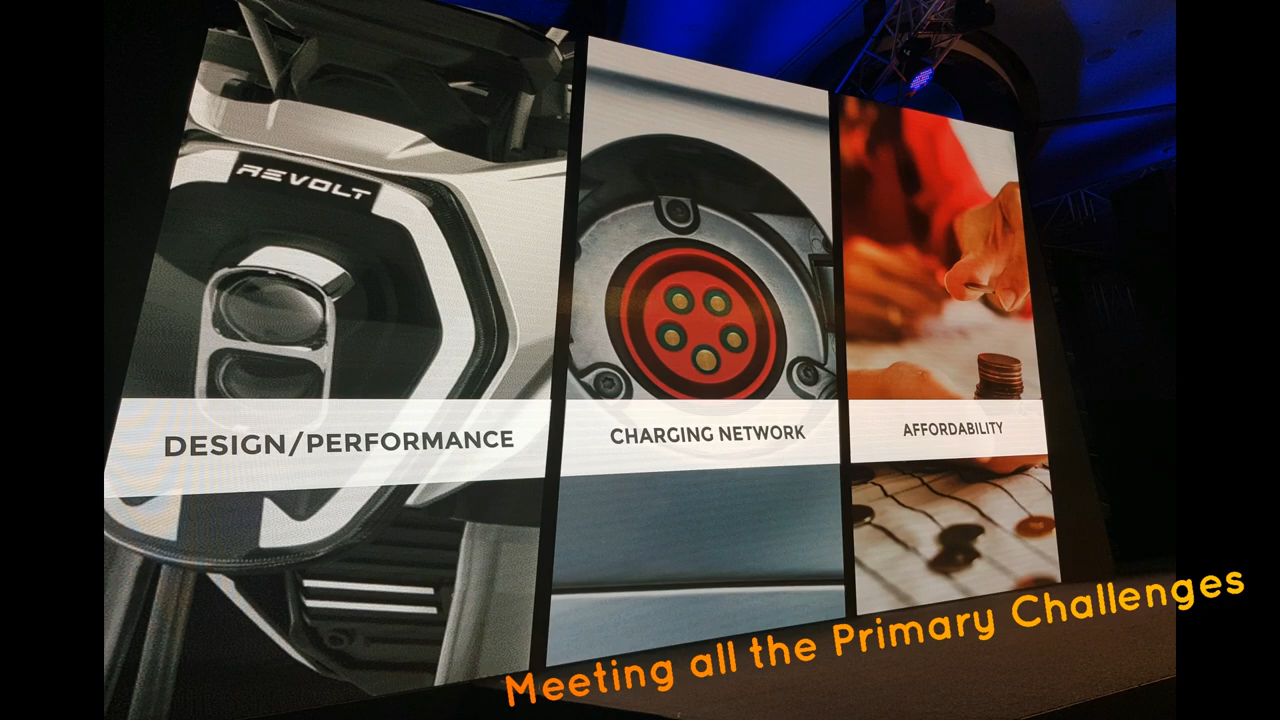 REVOLT
DESIGN/PERFORMANCE
CHARGING NETWORK
AFFORDABILITY
Meeting all the Primary Challenges